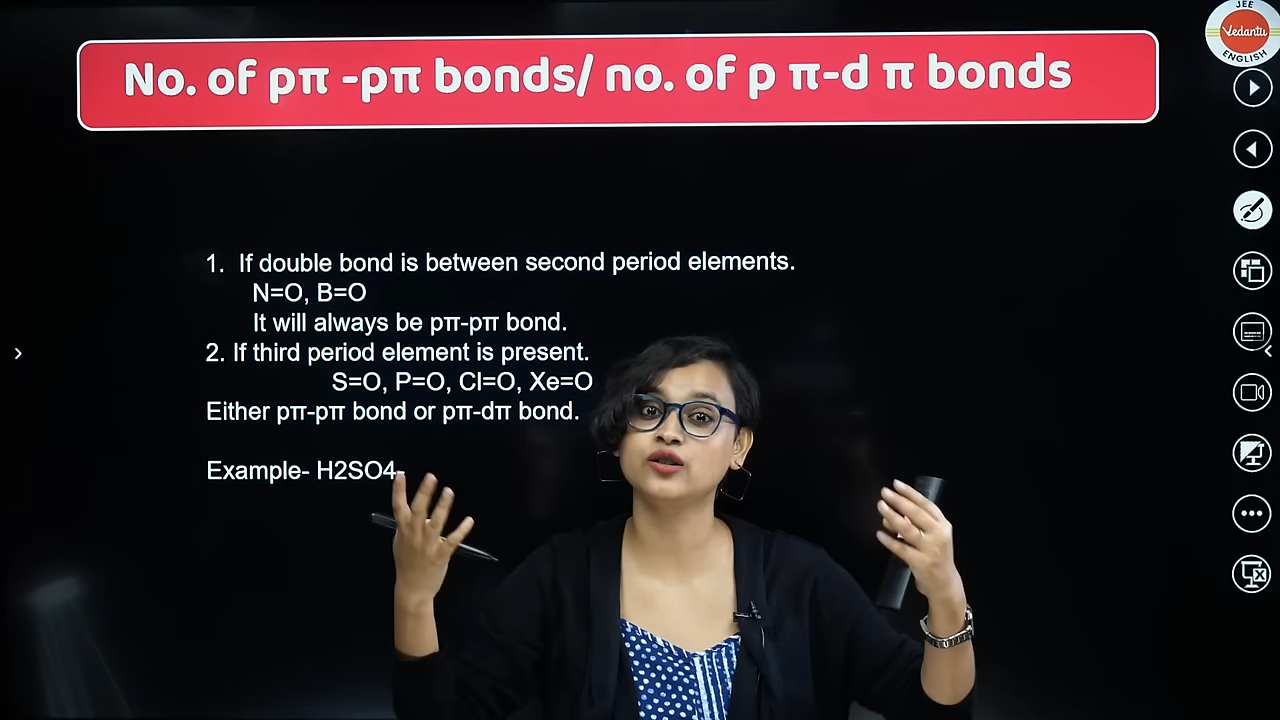 JEE
Vedantu
ENGLISH
No. of pπ -pπ bonds/ no. of p π-d π bonds
1. If double bond is between second period elements.
N=O, B=O
It will always be pπ-pπ bond.
2. If third period element is present.
S=O, P=O, Cl=O, Xe=O
Either pπ-pπ bond or pπ-dπ bond.
Example- H2SO4-